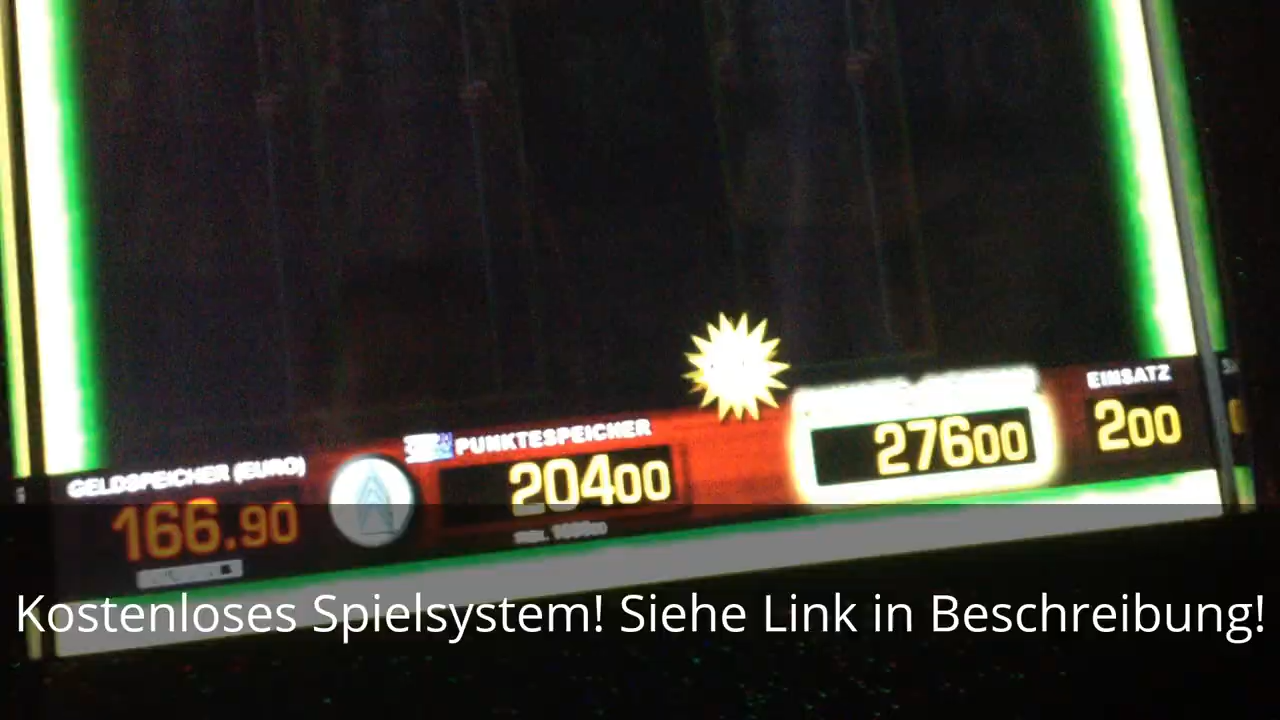 GELDSPEICHER (EURO)
166.90
PUNKTESPEICHER
20400
27600
EINSATZ
200
Kostenloses Spielsystem! Siehe Link in Beschreibung!